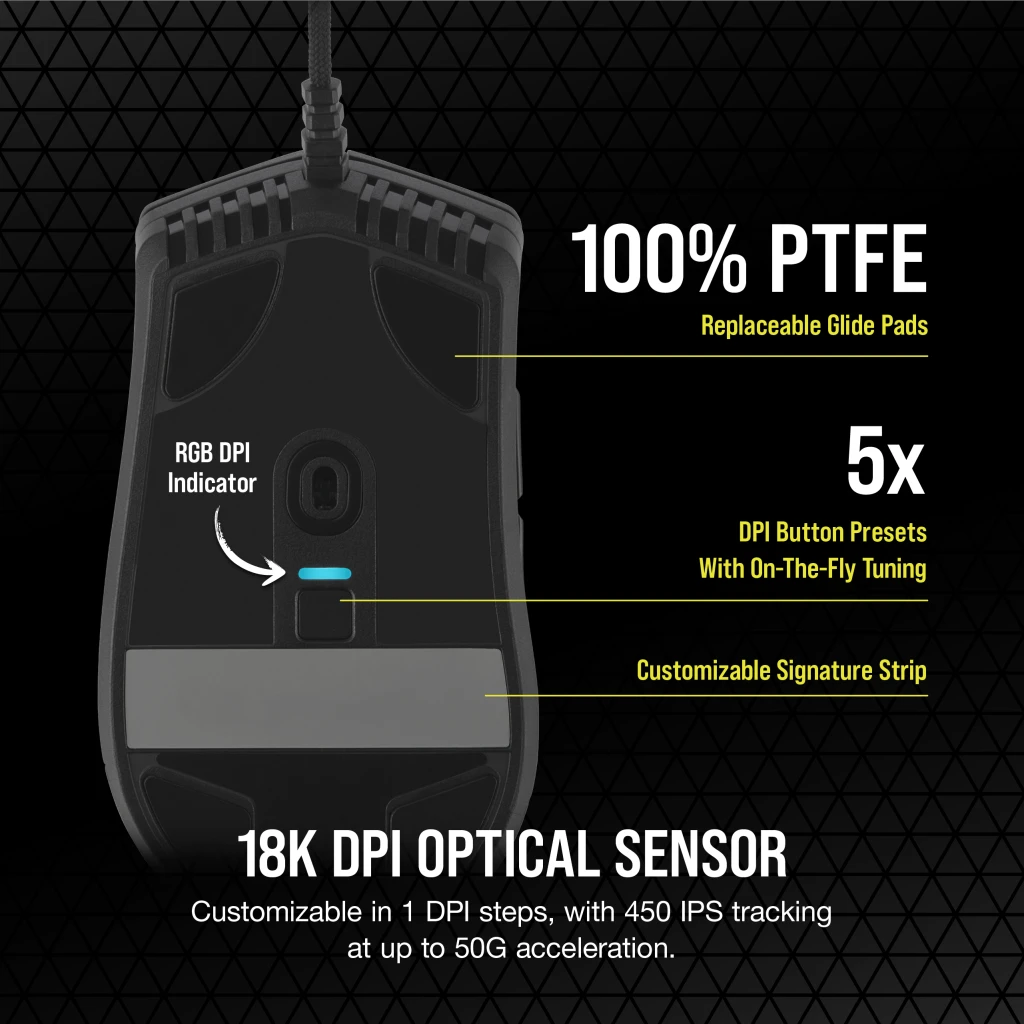 100% PTFE
Replaceable Glide Pads
5x
DPI Button Presets
With On-The-Fly Tuning
RGB DPI
Indicator
Customizable Signature Strip
18K DPI OPTICAL SENSOR
Customizable in 1 DPI steps, with 450 IPS tracking
at up to 50G acceleration.